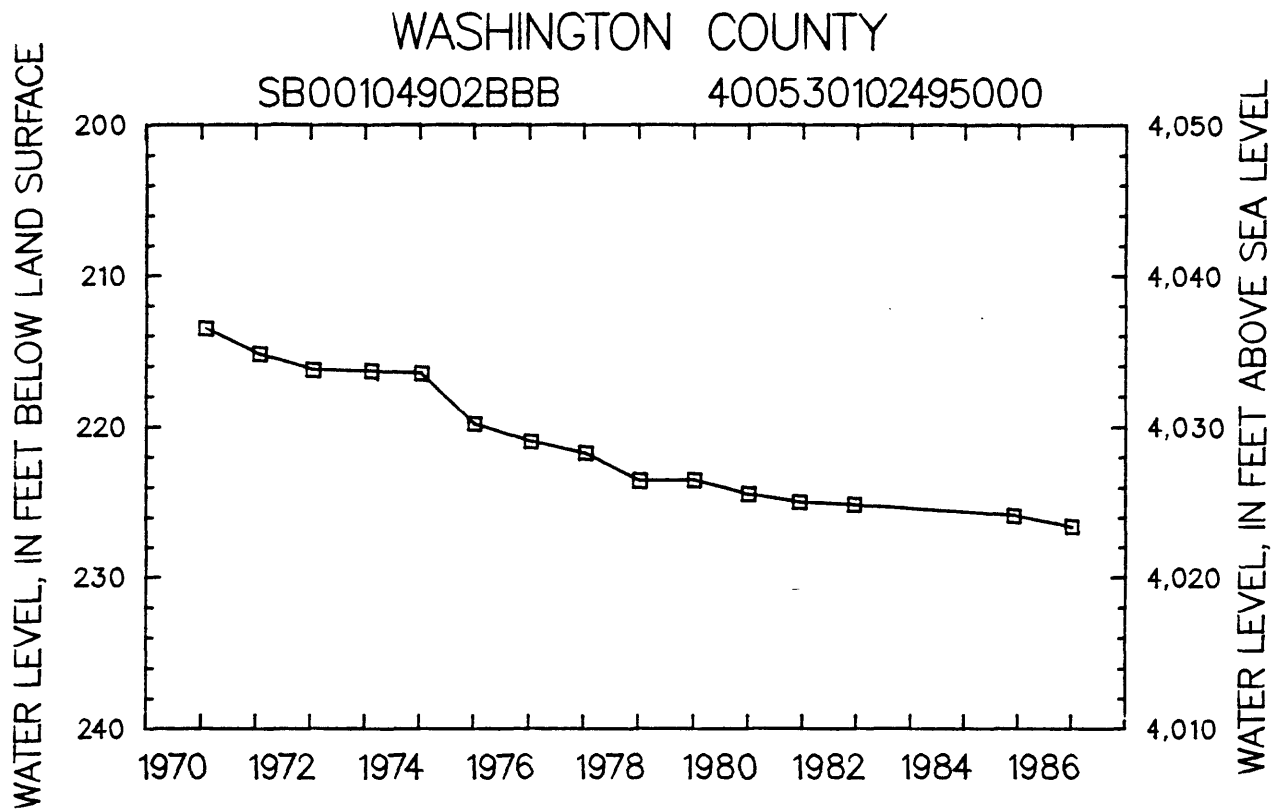 WASHINGTON COUNTY
SB00104902BBB 400530102495000
WATER LEVEL, IN FEET BELOW LAND SURFACE
200
210
220
230
240
4,050
4,040
4,030
4,020
4,010
WATER LEVEL, IN FEET ABOVE SEA LEVEL
1970 1972 1974 1976 1978 1980 1982 1984 1986